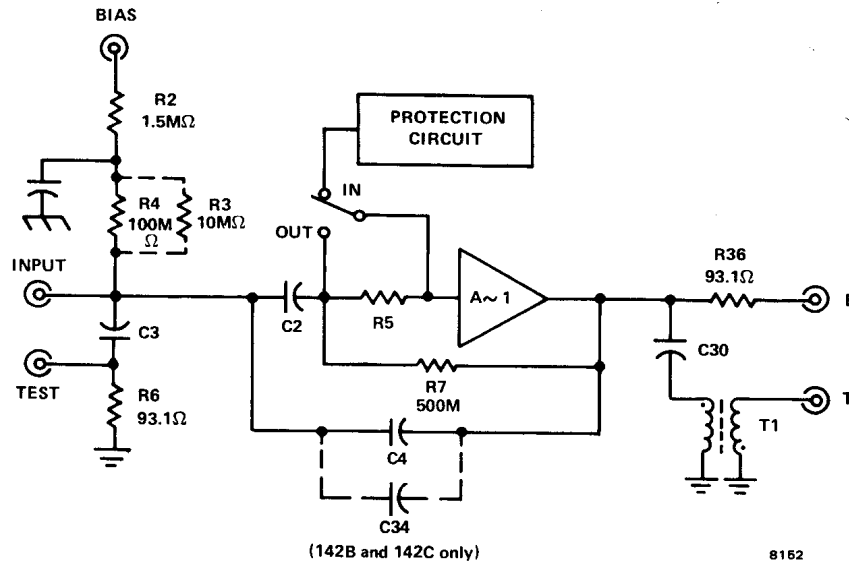 BIAS
R2
1.5MΩ
PROTECTION
CIRCUIT
IN
R4
100M
Ω
R3
10MΩ
OUT
INPUT
A~1
R36
93.1Ω
E
C2
R5
C3
C30
TEST
R7
500M
R6
93.1Ω
T
T1
C4
C34
(142B and 142C only)
8152